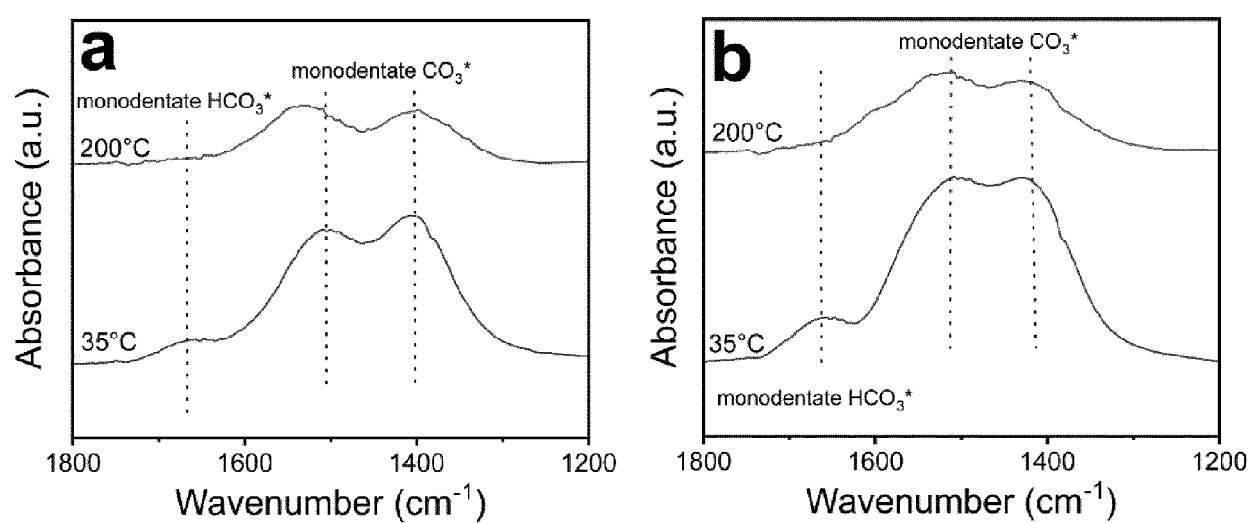 a
monodentate CO₃*
monodentate HCO₃*
200°C
35°C
Absorbance (a.u.)
1800 1600 1400 1200
Wavenumber (cm⁻¹)
b
monodentate CO₃*
200°C
35°C
monodentate HCO₃*
Absorbance (a.u.)
1800 1600 1400 1200
Wavenumber (cm⁻¹)